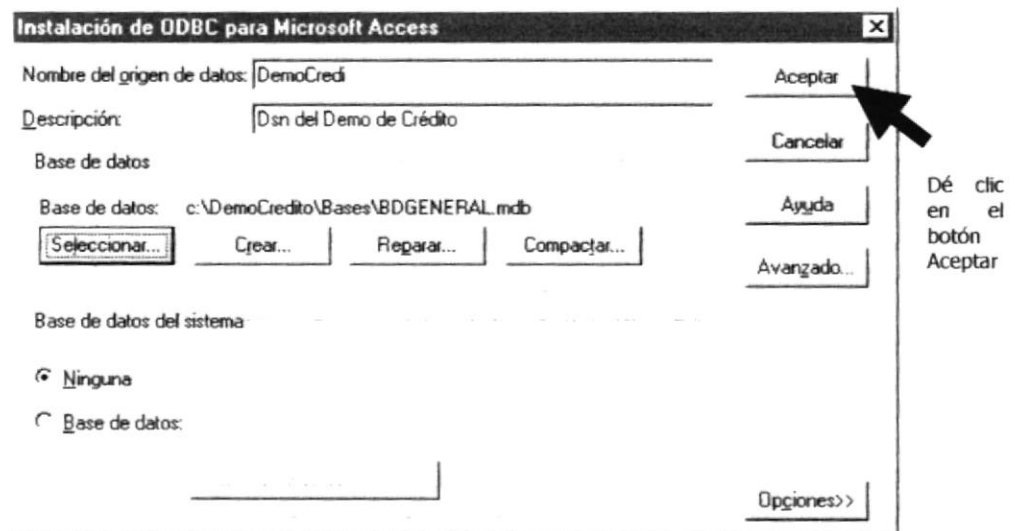 Instalación de ODBC para Microsoft Access
Nombre del origen de datos: DemoCredi
Aceptar
Descripción: Dsn del Demo de Crédito
Cancelar
Base de datos
Base de datos: c:\DemoCredito\Bases\BDGENERAL.mdb
Ayuda
Seleccionar... Crear... Reparar... Compactar...
Avanzado...
Dé clic
en el
botón
Aceptar
Base de datos del sistema
Ninguna
Base de datos:
Opciones>>